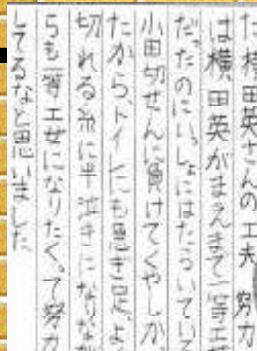 た横田英さんの工夫、努力
は横田英がまえまで一等工女
だったのにいっしょにはたらいている
小田切せんに負けてくやしかっ
たから、トイレにも急ぎ足、よく
切れる糸に半泣きになりなが
らも一等工女になりたくって努力
してるなと思いました